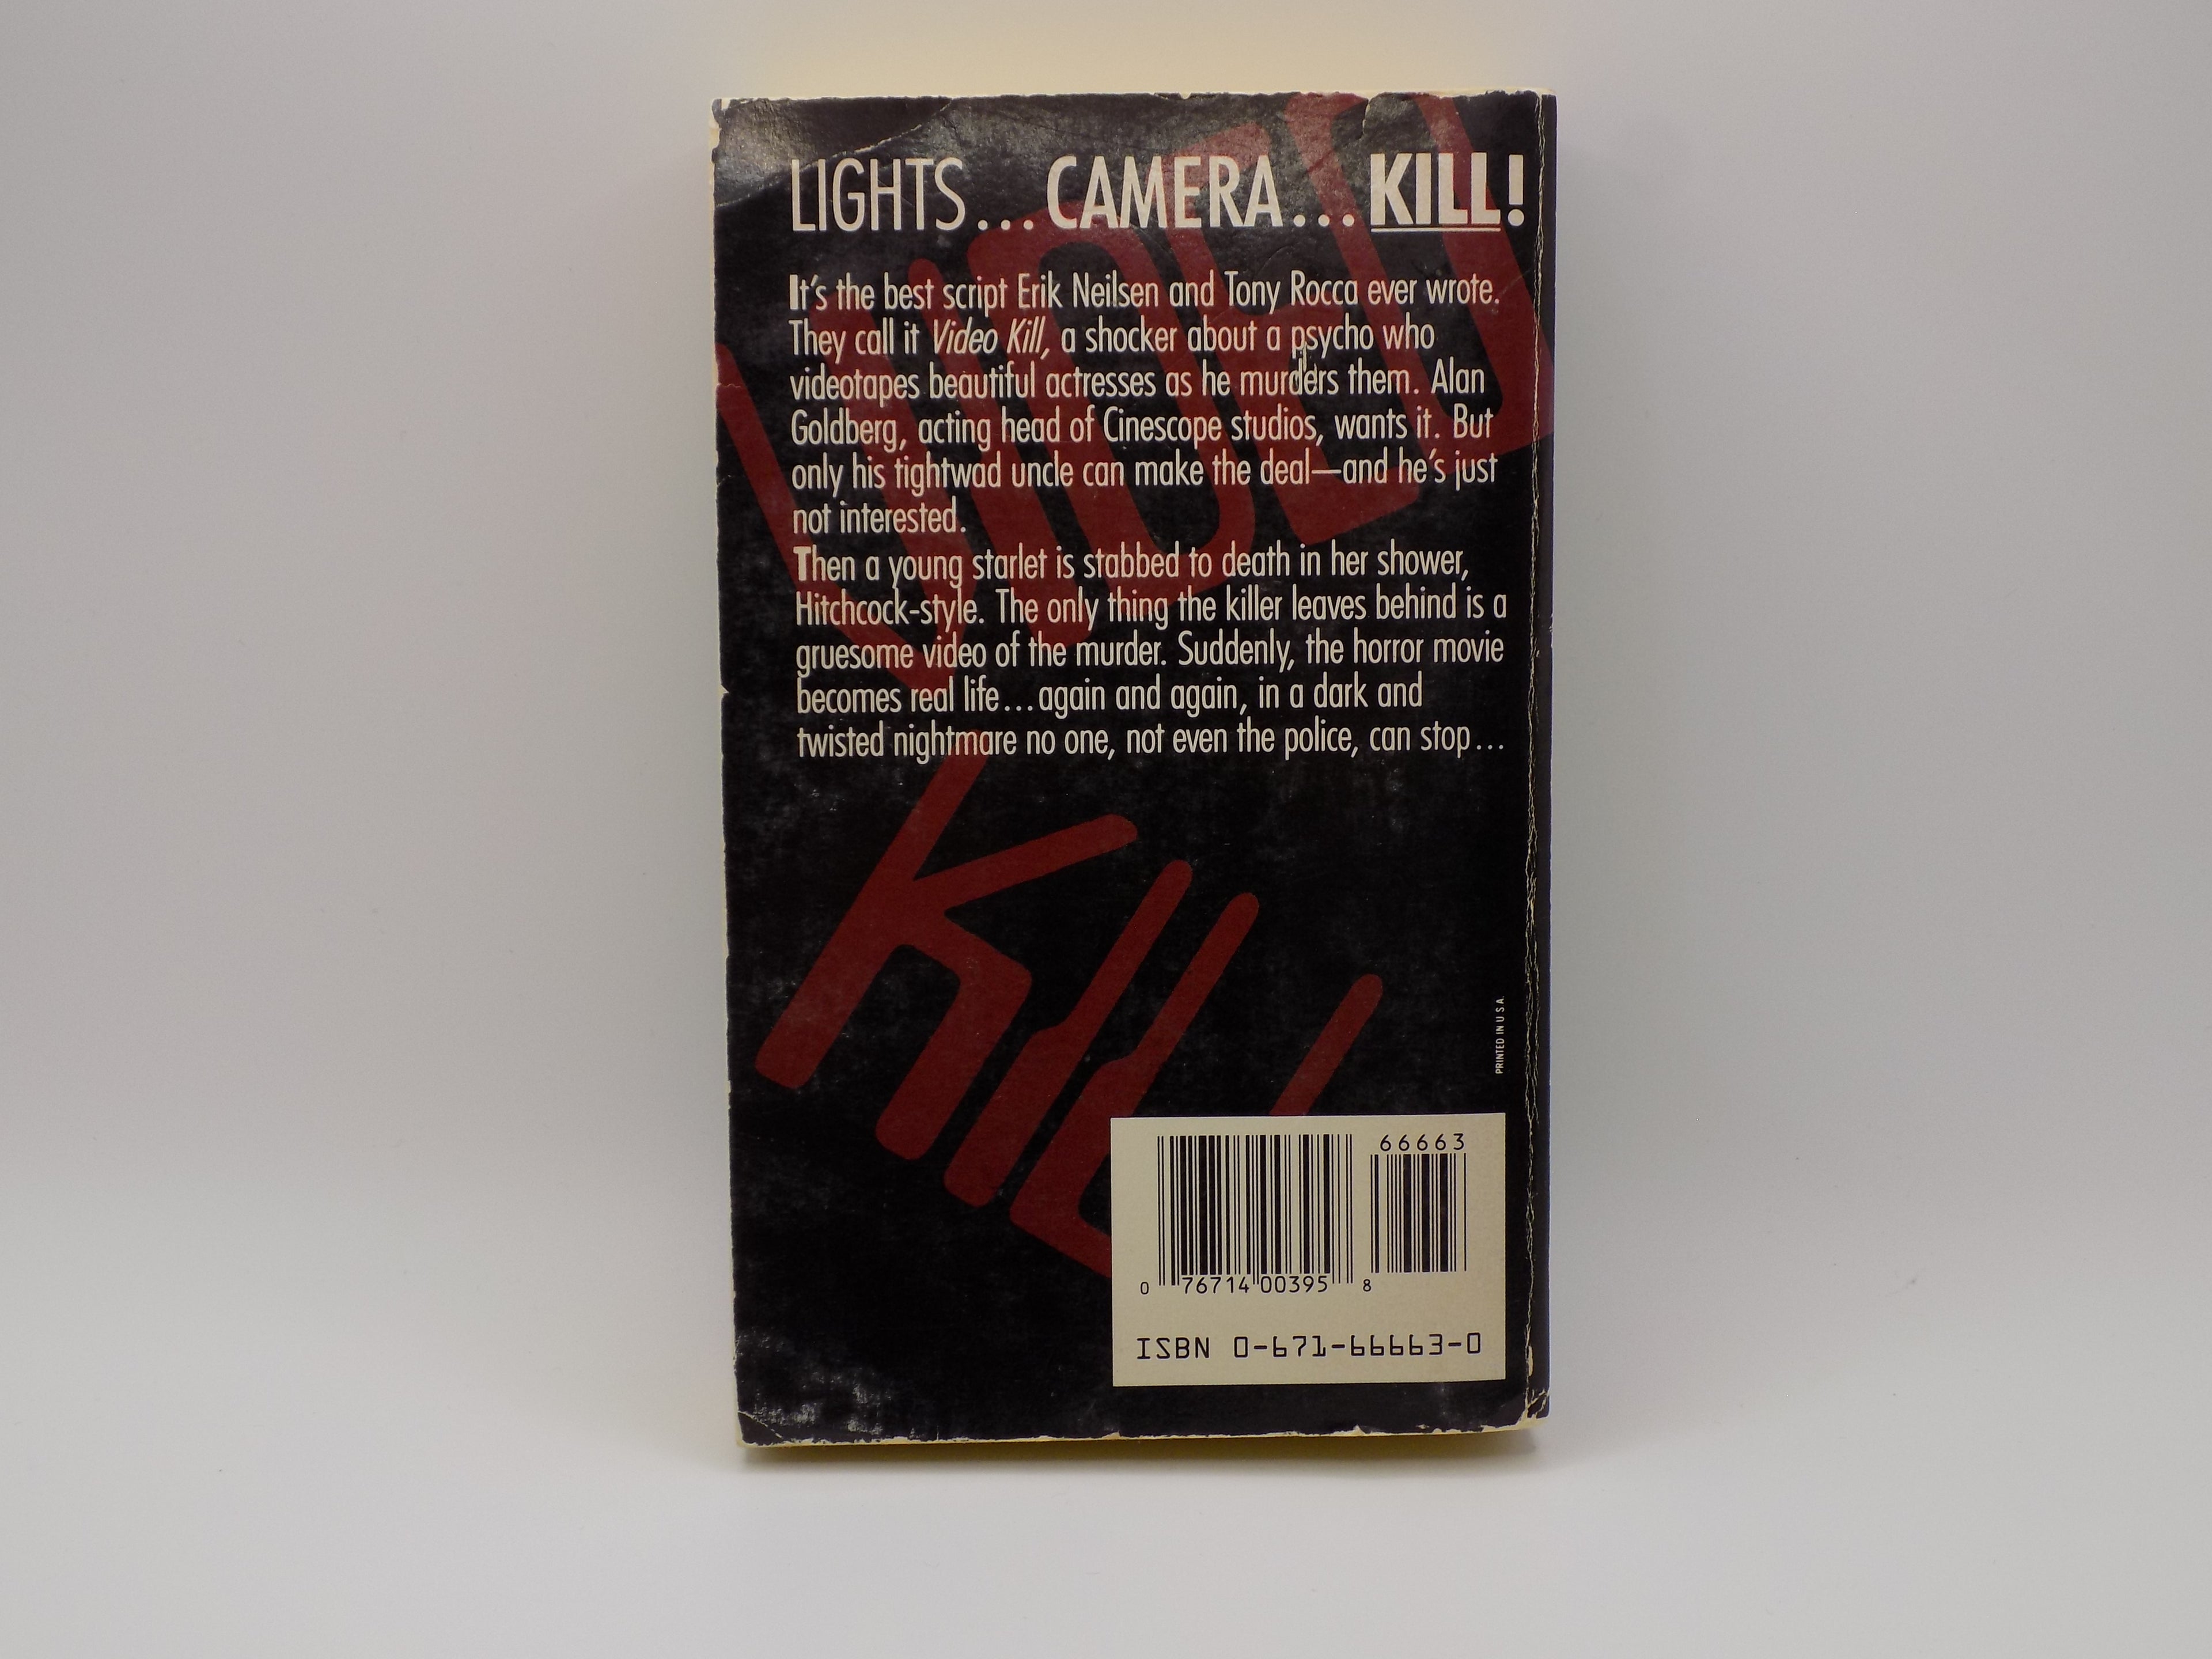 LIGHTS... CAMERA... KILL!
It's the best script Erik Neilsen and Tony Rocca ever wrote.
They call it Video Kill, a shocker about a psycho who
videotapes beautiful actresses as he murders them. Alan
Goldberg, acting head of Cinescope studios, wants it. But
only his tightwad uncle can make the deal—and he's just
not interested.
Then a young starlet is stabbed to death in her shower,
Hitchcock-style. The only thing the killer leaves behind is a
gruesome video of the murder. Suddenly, the horror movie
becomes real life...again and again, in a dark and
twisted nightmare no one, not even the police, can stop...
VIDEO
KILL
PRINTED IN U.S.A.
66663
0 76714 00395 8
ISBN 0-671-66663-0